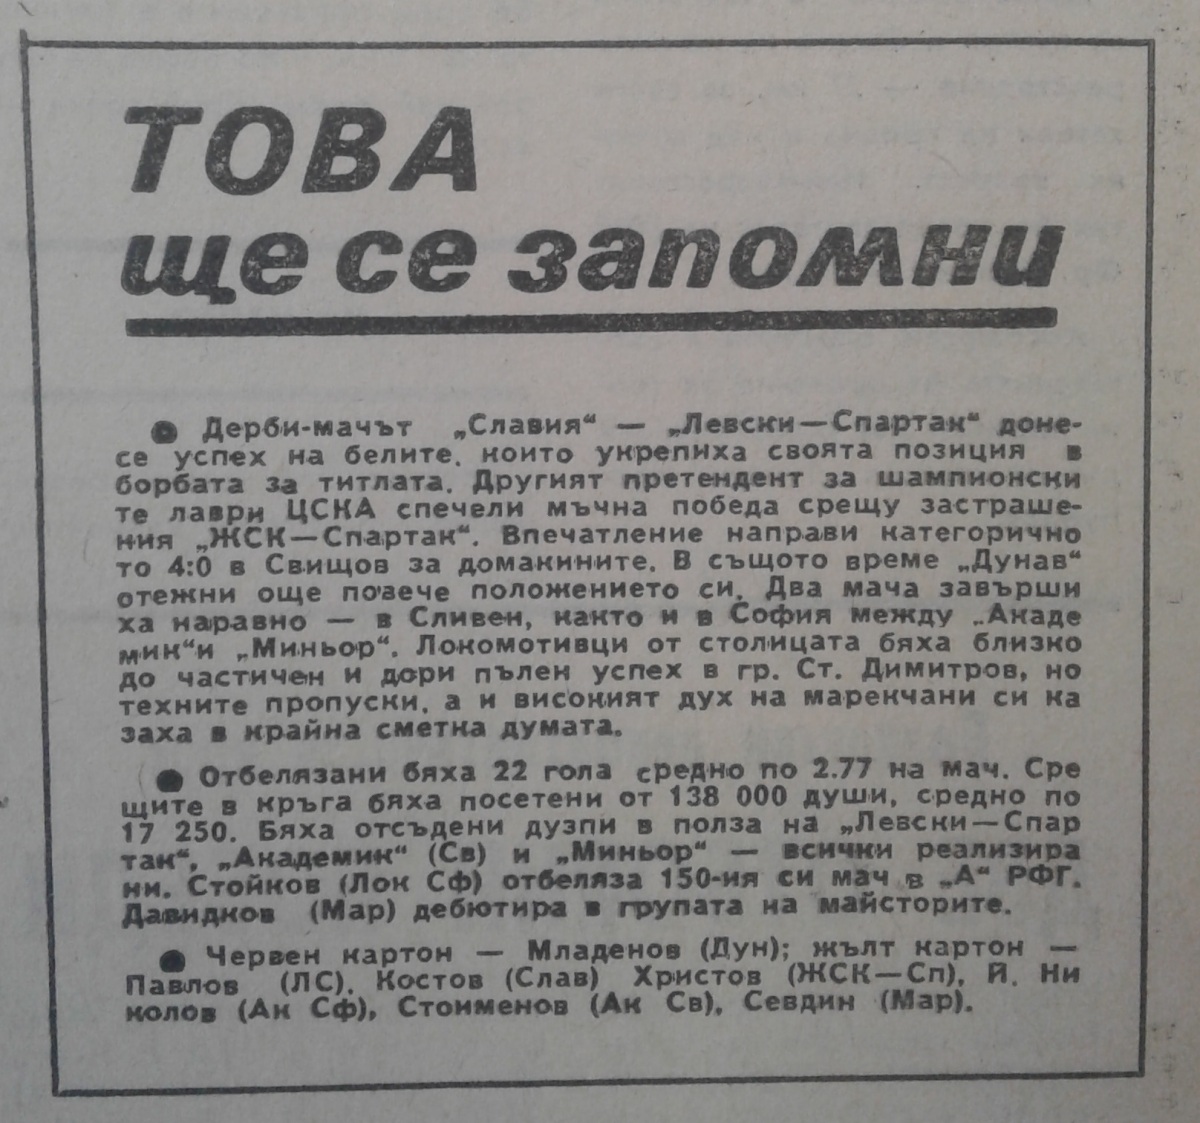 ТОВА
ще се запомни
● Дерби-мачът „Славия“ — „Левски—Спартак“ доне-
се успех на белите, които укрепиха своята позиция в
борбата за титлата. Другият претендент за шампионски
те лаври ЦСКА спечели мъчна победа срещу застраше-
ния „ЖСК—Спартак“. Впечатление направи категорично
то 4:0 в Свищов за домакините. В същото време „Дунав“
отежни още повече положението си. Два мача завърши
ха наравно — в Сливен, както и в София между „Акаде
мик“и „Миньор“. Локомотивци от столицата бяха близко
до частичен и дори пълен успех в гр. Ст. Димитров, но
техните пропуски, а и високият дух на марекчани си ка
заха в крайна сметка думата.
● Отбелязани бяха 22 гола средно по 2.77 на мач. Сре
щите в кръга бяха посетени от 138 000 души, средно по
17 250. Бяха отсъдени дузпи в полза на „Левски—Спар
так“, „Академик“ (Св) и „Миньор“ — всички реализира
ни. Стойков (Лок Сф) отбеляза 150-ия си мач в „А“ РФГ.
Давидков (Мар) дебютира в групата на майсторите.
● Червен картон — Младенов (Дун); жълт картон —
Павлов (ЛС), Костов (Слав) Христов (ЖСК—Сп), Й. Ни
колов (Ак Сф), Стоименов (Ак Св), Севдин (Мар).